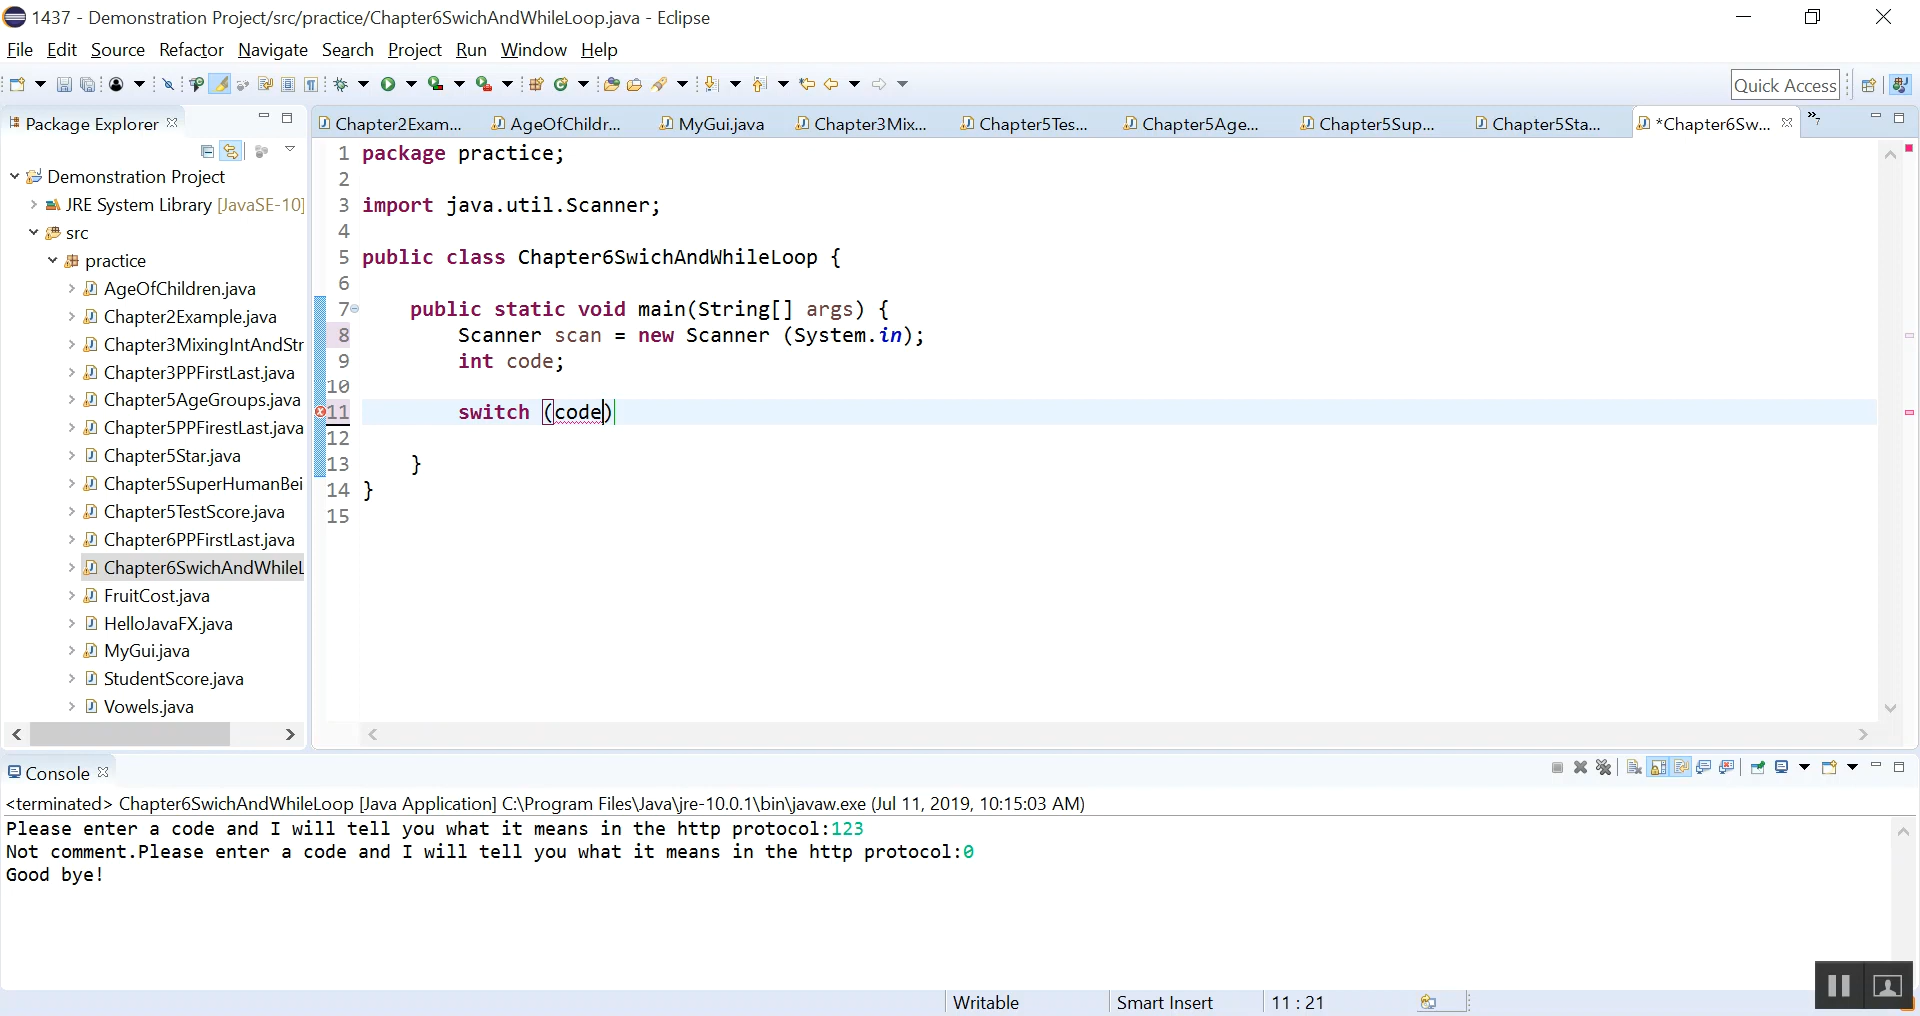 1437 - Demonstration Project/src/practice/Chapter6SwichAndWhileLoop.java - Eclipse
File Edit Source Refactor Navigate Search Project Run Window Help
Quick Access
Package Explorer
Chapter2Exam... AgeOfChildr... MyGui.java Chapter3Mix... Chapter5Tes... Chapter5Age... Chapter5Sup... Chapter5Sta... *Chapter6Sw... »7
Demonstration Project
JRE System Library [JavaSE-10]
src
practice
AgeOfChildren.java
Chapter2Example.java
Chapter3MixingIntAndStr
Chapter3PPFirstLast.java
Chapter5AgeGroups.java
Chapter5PPFirestLast.java
Chapter5Star.java
Chapter5SuperHumanBei
Chapter5TestScore.java
Chapter6PPFirstLast.java
Chapter6SwichAndWhileL
FruitCost.java
HelloJavaFX.java
MyGui.java
StudentScore.java
Vowels.java
1 package practice;
2
3 import java.util.Scanner;
4
5 public class Chapter6SwichAndWhileLoop {
6
7 public static void main(String[] args) {
8 Scanner scan = new Scanner (System.in);
9 int code;
10
11 switch (code)
12
13 }
14 }
15
Console
<terminated> Chapter6SwichAndWhileLoop [Java Application] C:\Program Files\Java\jre-10.0.1\bin\javaw.exe (Jul 11, 2019, 10:15:03 AM)
Please enter a code and I will tell you what it means in the http protocol:123
Not comment.Please enter a code and I will tell you what it means in the http protocol:0
Good bye!
Writable Smart Insert 11 : 21